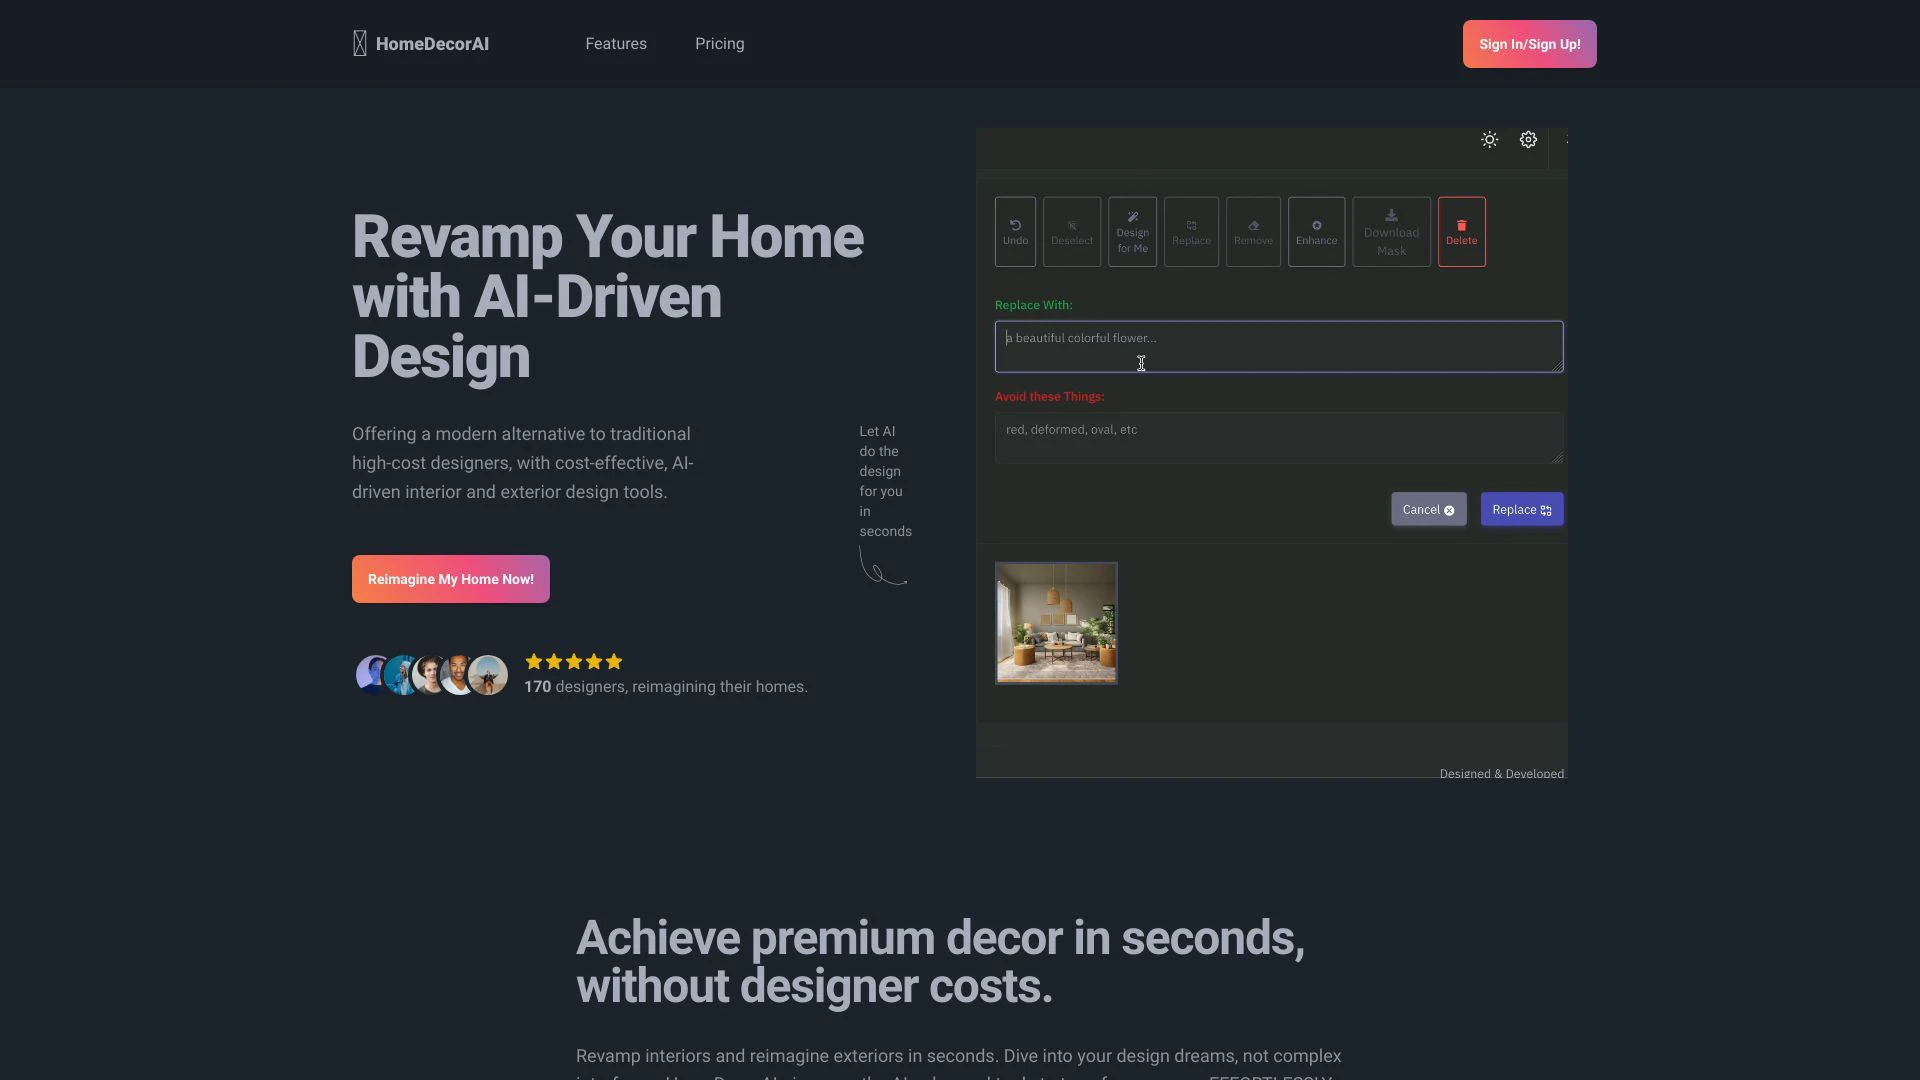 HomeDecorAI
Features
Pricing
Sign In/Sign Up!
Revamp Your Home
with AI-Driven
Design
Offering a modern alternative to traditional
high-cost designers, with cost-effective, AI-
driven interior and exterior design tools.
Let AI
do the
design
for you
in
seconds
Reimagine My Home Now!
170 designers, reimagining their homes.
Undo
Deselect
Design
for Me
Replace
Remove
Enhance
Download
Mask
Delete
Replace With:
a beautiful colorful flower...
Avoid these Things:
red, deformed, oval, etc
Cancel
Replace
Designed & Developed
Achieve premium decor in seconds,
without designer costs.
Revamp interiors and reimagine exteriors in seconds. Dive into your design dreams, not complex